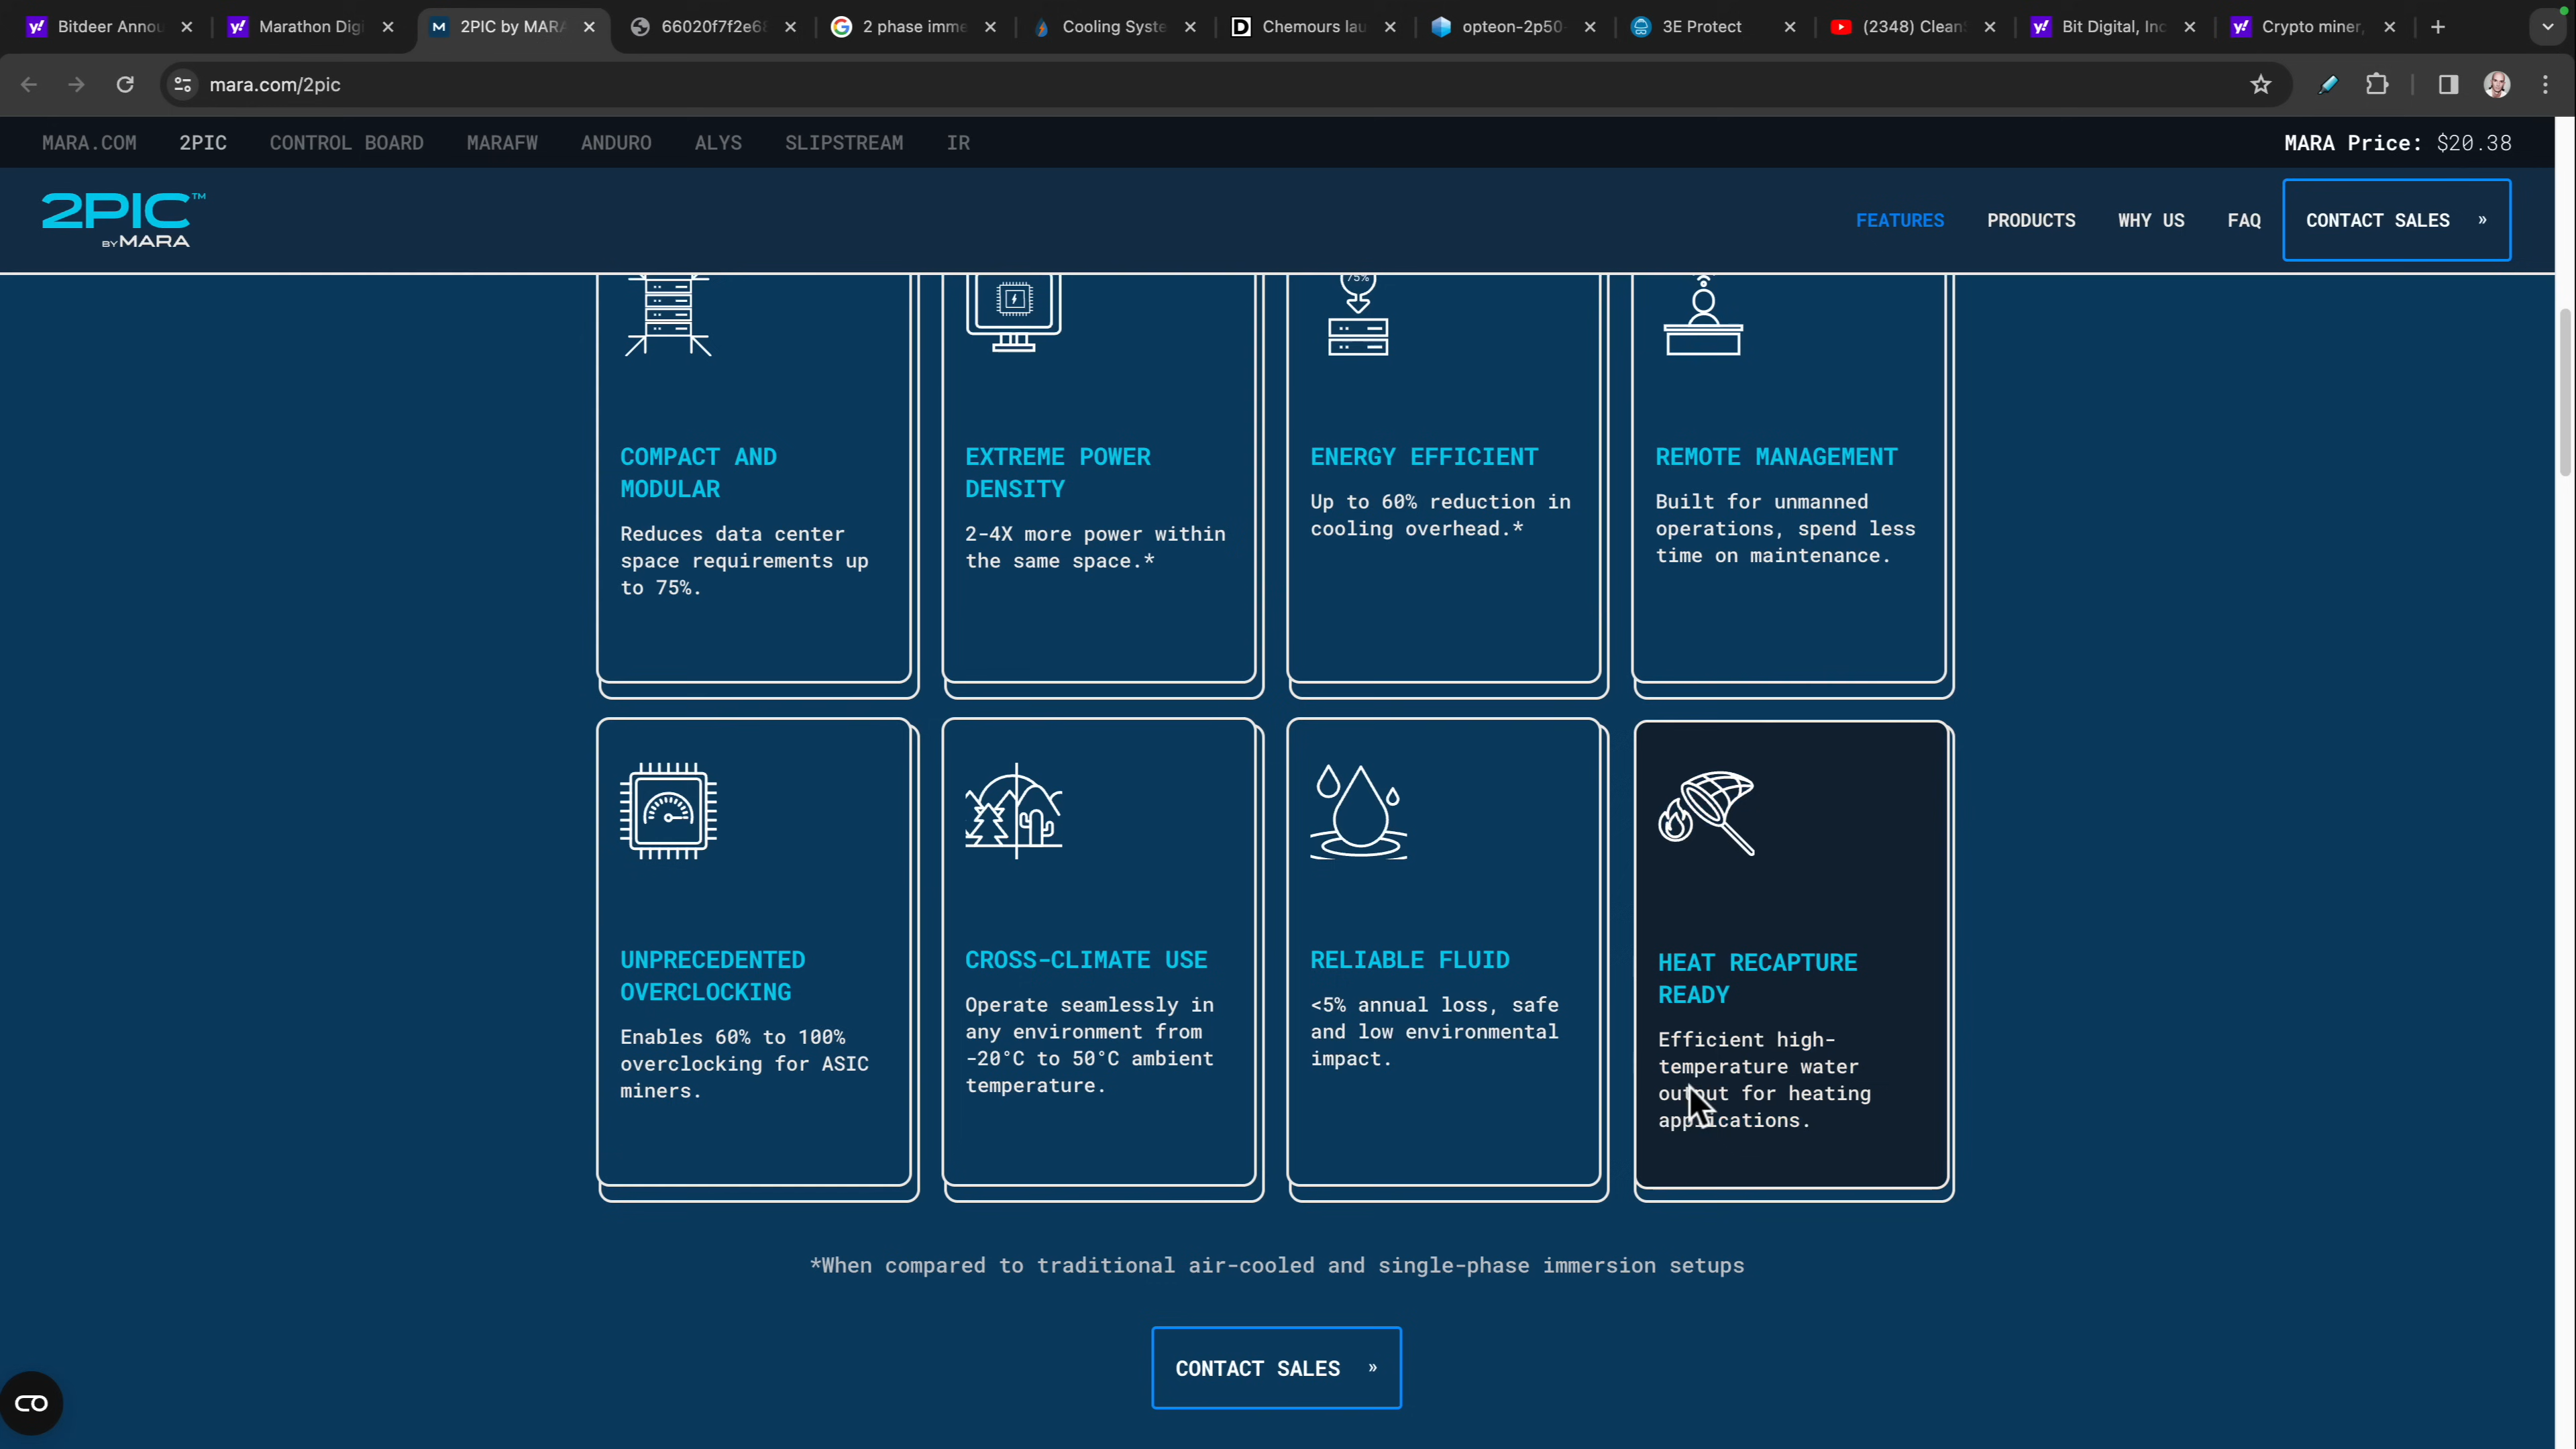 Bitdeer Annou
Marathon Digi
2PIC by MARA
66020f7f2e68
2 phase imme
Cooling Syste
Chemours lau
opteon-2p50-
3E Protect
(2348) Clean
Bit Digital, Inc
Crypto miner,
mara.com/2pic
MARA.COM 2PIC CONTROL BOARD MARAFW ANDURO ALYS SLIPSTREAM IR
MARA Price: $20.38
2PIC™
BY MARA
FEATURES PRODUCTS WHY US FAQ CONTACT SALES »
75%
COMPACT AND
MODULAR
Reduces data center
space requirements up
to 75%.
EXTREME POWER
DENSITY
2-4X more power within
the same space.*
ENERGY EFFICIENT
Up to 60% reduction in
cooling overhead.*
REMOTE MANAGEMENT
Built for unmanned
operations, spend less
time on maintenance.
UNPRECEDENTED
OVERCLOCKING
Enables 60% to 100%
overclocking for ASIC
miners.
CROSS-CLIMATE USE
Operate seamlessly in
any environment from
-20°C to 50°C ambient
temperature.
RELIABLE FLUID
<5% annual loss, safe
and low environmental
impact.
HEAT RECAPTURE
READY
Efficient high-
temperature water
output for heating
applications.
*When compared to traditional air-cooled and single-phase immersion setups
CONTACT SALES »